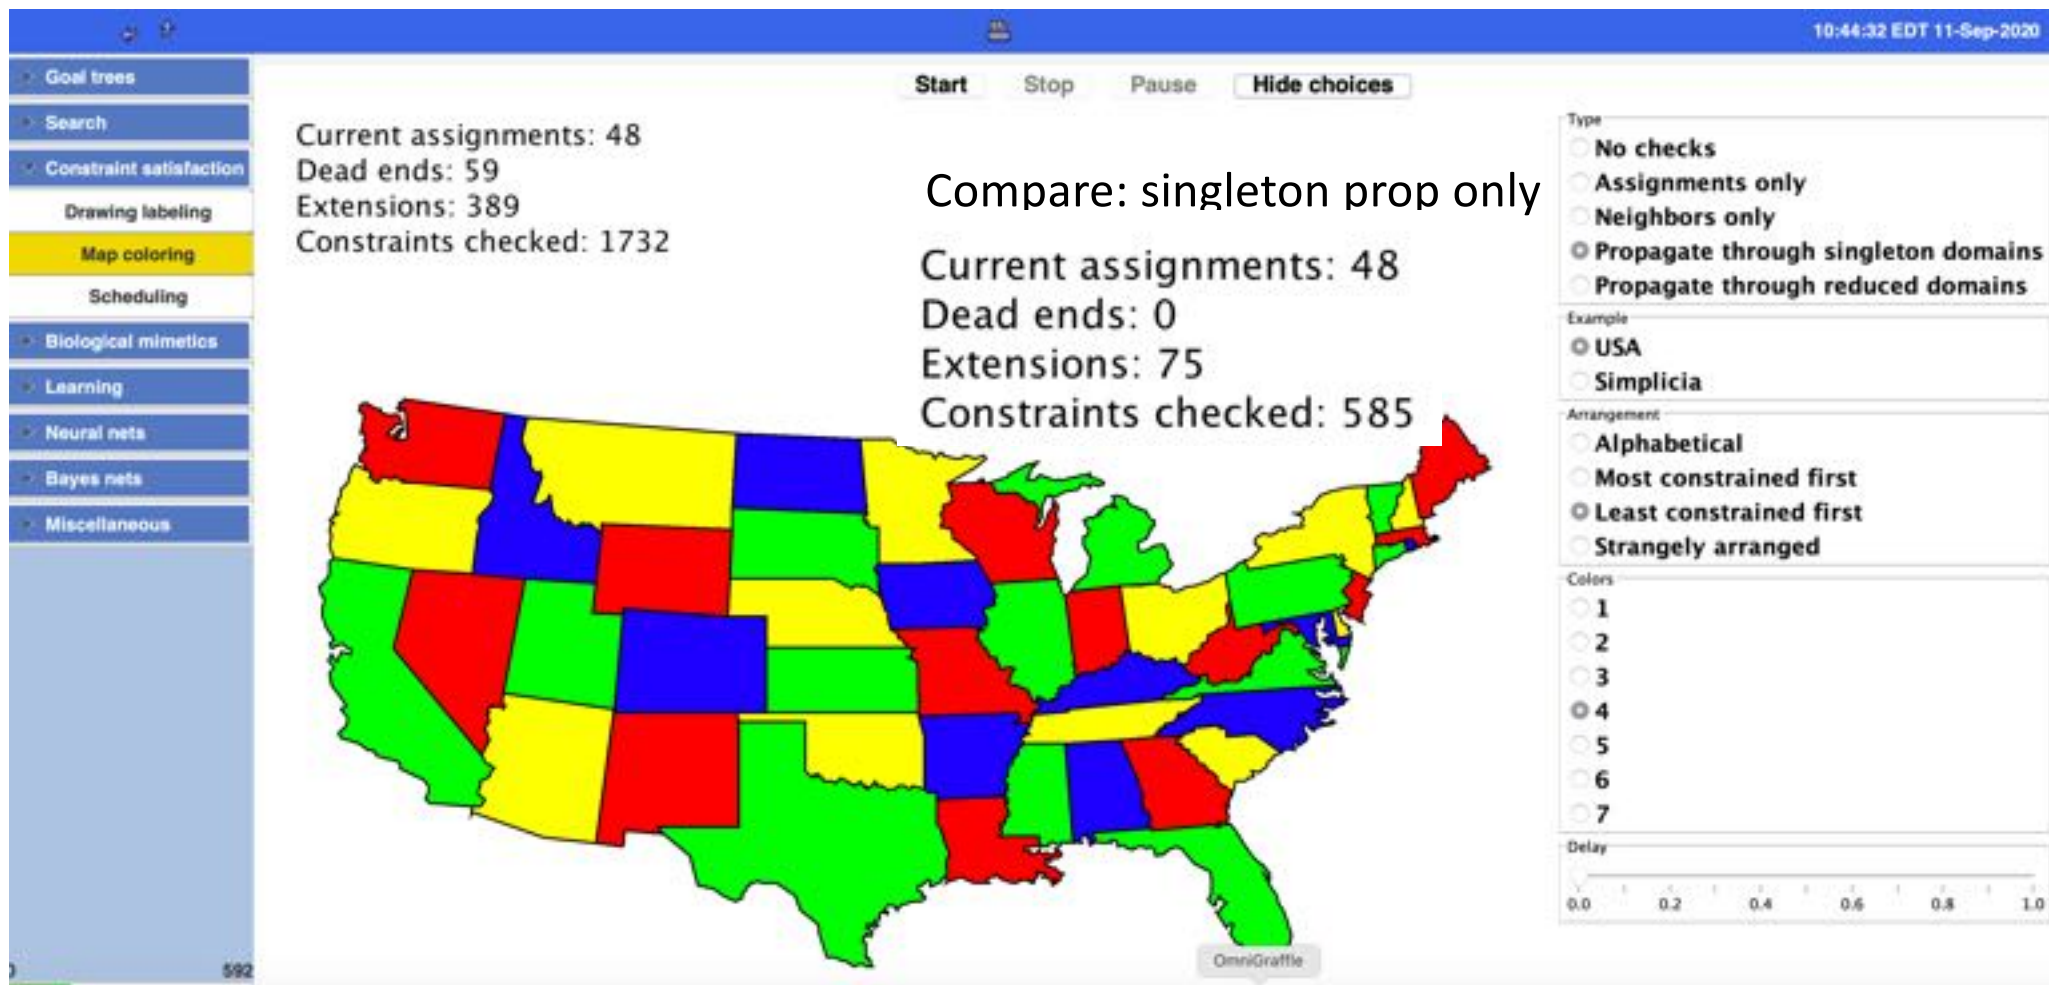 10:44:32 EDT 11-Sep-2020
Goal trees
Search
Constraint satisfaction
Drawing labeling
Map coloring
Scheduling
Biological mimetics
Learning
Neural nets
Bayes nets
Miscellaneous
592
Start Stop Pause Hide choices
Current assignments: 48
Dead ends: 59
Extensions: 389
Constraints checked: 1732
Compare: singleton prop only
Current assignments: 48
Dead ends: 0
Extensions: 75
Constraints checked: 585
OmniGraffle
Type
No checks
Assignments only
Neighbors only
Propagate through singleton domains
Propagate through reduced domains
Example
USA
Simplicia
Arrangement
Alphabetical
Most constrained first
Least constrained first
Strangely arranged
Colors
1
2
3
4
5
6
7
Delay
0.0 0.2 0.4 0.6 0.8 1.0